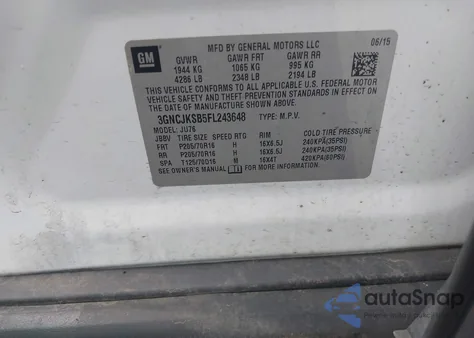 GM
MFD BY GENERAL MOTORS LLC 06/15
GVWR GAWR FRT GAWR RR
1944 KG 1065 KG 995 KG
4286 LB 2348 LB 2194 LB
THIS VEHICLE CONFORMS TO ALL APPLICABLE U.S. FEDERAL MOTOR
VEHICLE SAFETY AND THEFT PREVENTION STANDARDS IN EFFECT ON
THE DATE OF MANUFACTURE SHOWN ABOVE.
3GNCJKSB5FL243648 TYPE: M.P.V.
MODEL: JU76
JBBV TIRE SIZE SPEED RTG RIM COLD TIRE PRESSURE
FRT P205/70R16 H 16X6.5J 240KPA(35PSI)
RR P205/70R16 H 16X6.5J 240KPA(35PSI)
SPA T125/70D16 M 16X4T 420KPA(60PSI)
SEE OWNER'S MANUAL FOR MORE INFORMATION.
autoSnap